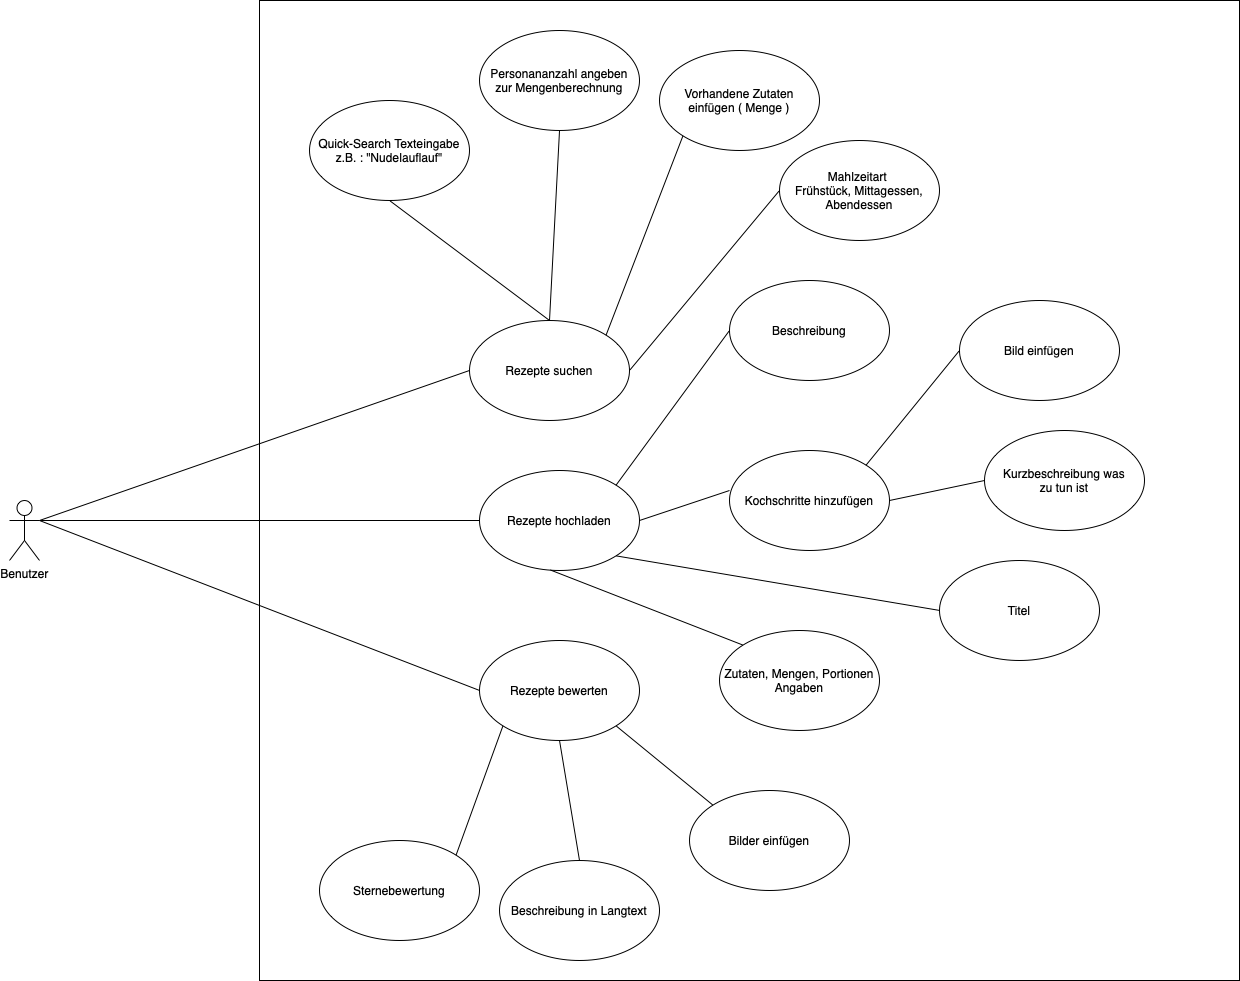 Personananzahl angeben
zur Mengenberechnung
Vorhandene Zutaten
einfügen ( Menge )
Quick-Search Texteingabe
z.B. : "Nudelauflauf"
Mahlzeitart
Frühstück, Mittagessen,
Abendessen
Beschreibung
Bild einfügen
Rezepte suchen
Kurzbeschreibung was
zu tun ist
Kochschritte hinzufügen
Rezepte hochladen
Benutzer
Titel
Zutaten, Mengen, Portionen
Angaben
Rezepte bewerten
Bilder einfügen
Sternebewertung
Beschreibung in Langtext